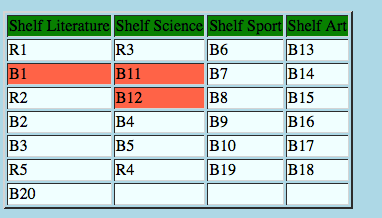 Shelf Literature Shelf Science Shelf Sport Shelf Art
R1 R3 B6 B13
B1 B11 B7 B14
R2 B12 B8 B15
B2 B4 B9 B16
B3 B5 B10 B17
R5 R4 B19 B18
B20